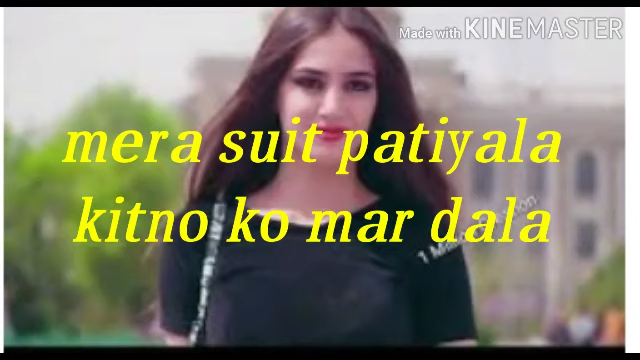 Made with KINEMASTER
mera suit patiyala
kitno ko mar dala